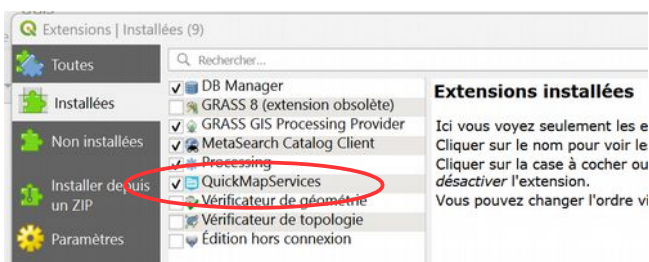 Extensions | Installées (9)
Toutes
Installées
Non installées
Installer depuis
un ZIP
Paramètres
Rechercher...
DB Manager
GRASS 8 (extension obsolète)
GRASS GIS Processing Provider
MetaSearch Catalog Client
Processing
QuickMapServices
Vérificateur de géométrie
Vérificateur de topologie
Édition hors connexion
Extensions installées
Ici vous voyez seulement les e
Cliquer sur le nom pour voir les
Cliquer sur la case à cocher ou
désactiver l'extension.
Vous pouvez changer l'ordre vi